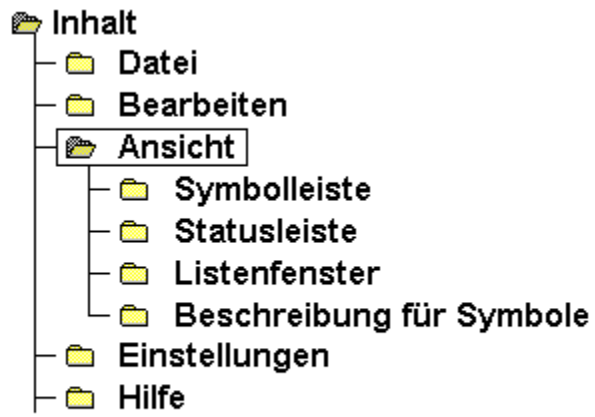 Inhalt
Datei
Bearbeiten
Ansicht
Symbolleiste
Statusleiste
Listenfenster
Beschreibung für Symbole
Einstellungen
Hilfe